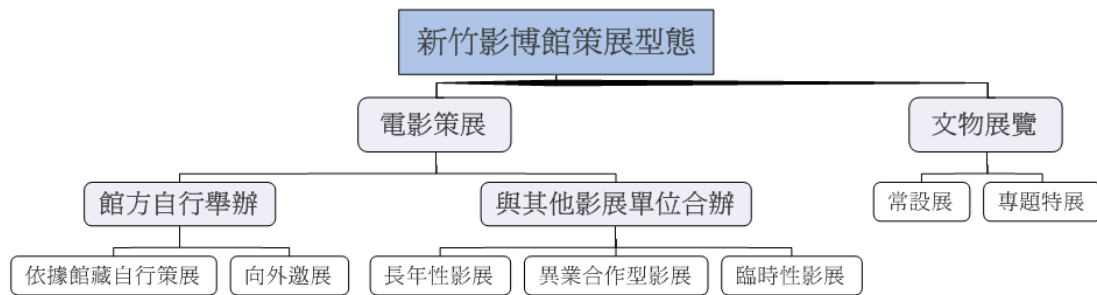 新竹影博館策展型態
電影策展
文物展覽
館方自行舉辦
與其他影展單位合辦
常設展
專題特展
依據館藏自行策展
向外邀展
長年性影展
異業合作型影展
臨時性影展